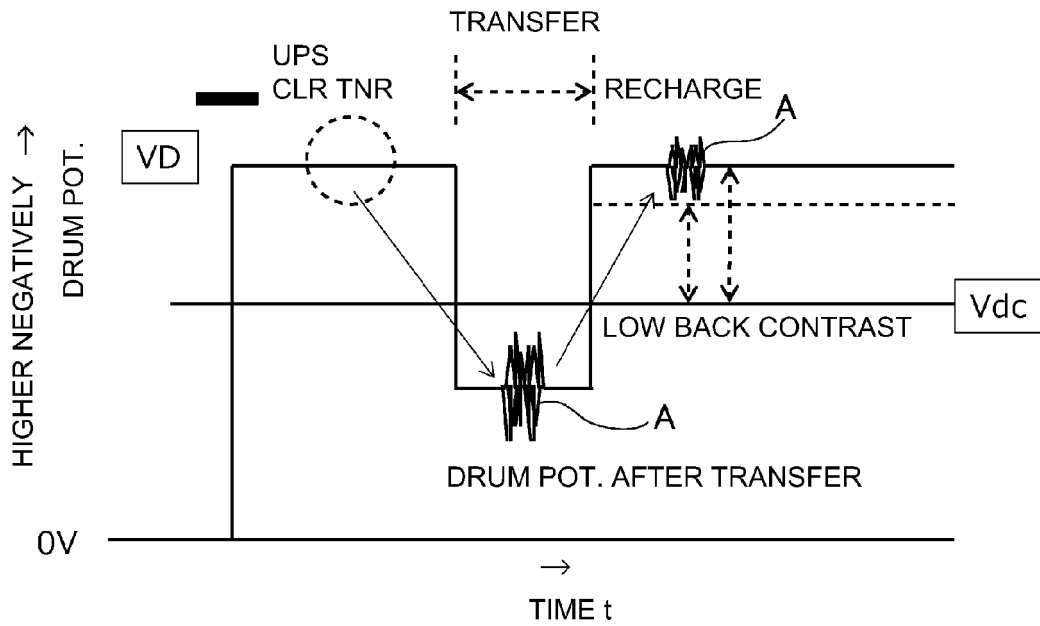 TRANSFER
UPS
CLR TNR
RECHARGE
A
VD
HIGHER NEGATIVELY →
DRUM POT.
Vdc
LOW BACK CONTRAST
A
DRUM POT. AFTER TRANSFER
0V
→
TIME t